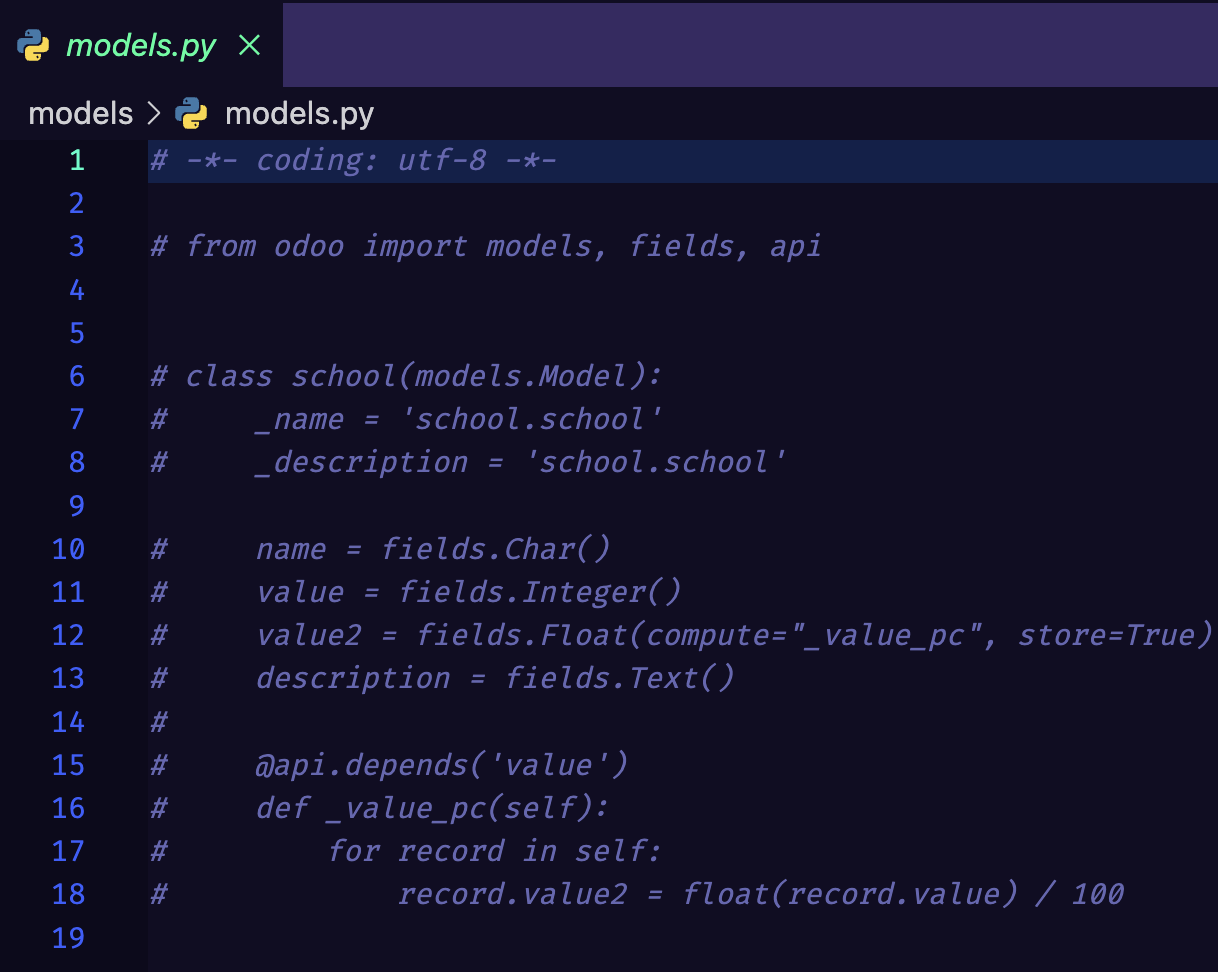 models.py
models > models.py
1 # -*- coding: utf-8 -*-
2
3 # from odoo import models, fields, api
4
5
6 # class school(models.Model):
7 #     _name = 'school.school'
8 #     _description = 'school.school'
9
10 #     name = fields.Char()
11 #     value = fields.Integer()
12 #     value2 = fields.Float(compute="_value_pc", store=True)
13 #     description = fields.Text()
14 #
15 #     @api.depends('value')
16 #     def _value_pc(self):
17 #         for record in self:
18 #             record.value2 = float(record.value) / 100
19